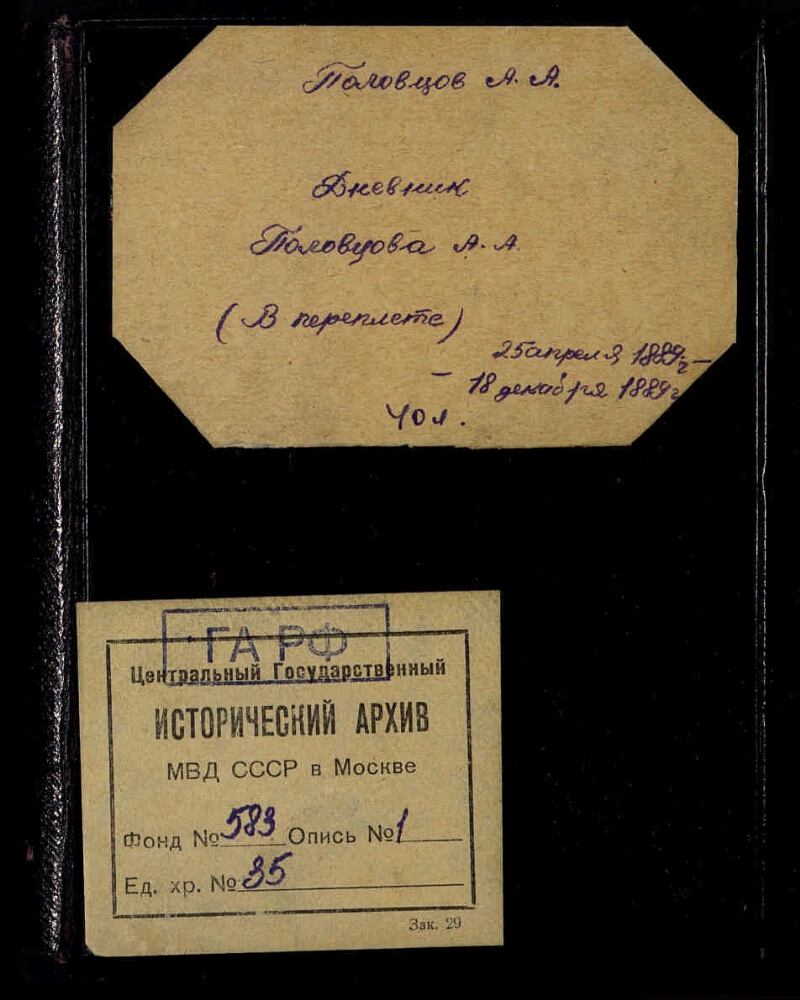 Половцов А. А.
Дневник
Половцова А. А.
(В переплете)
25 апреля 1889 г. —
— 18 декабря 1889 г
40 л.
ГА РФ
Центральный Государственный
ИСТОРИЧЕСКИЙ АРХИВ
МВД СССР в Москве
Фонд № 583 Опись № 1
Ед. хр. № 35
Зак. 29